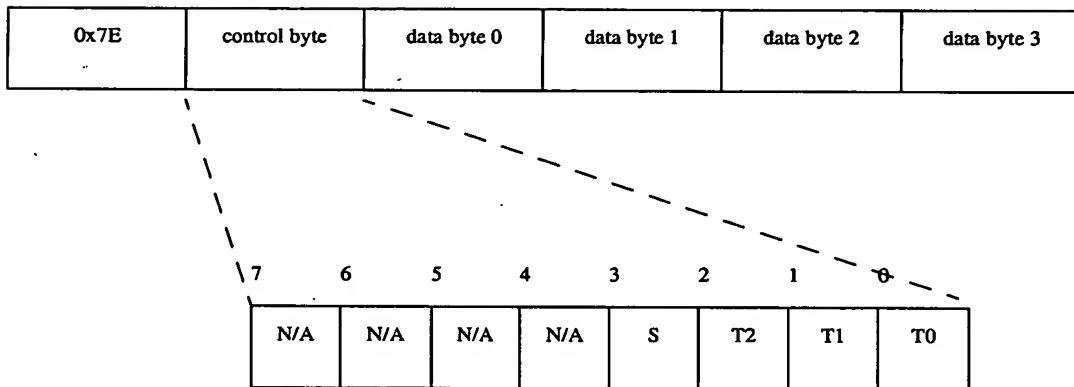 0x7E control byte data byte 0 data byte 1 data byte 2 data byte 3
7 6 5 4 3 2 1 0
N/A N/A N/A N/A S T2 T1 T0